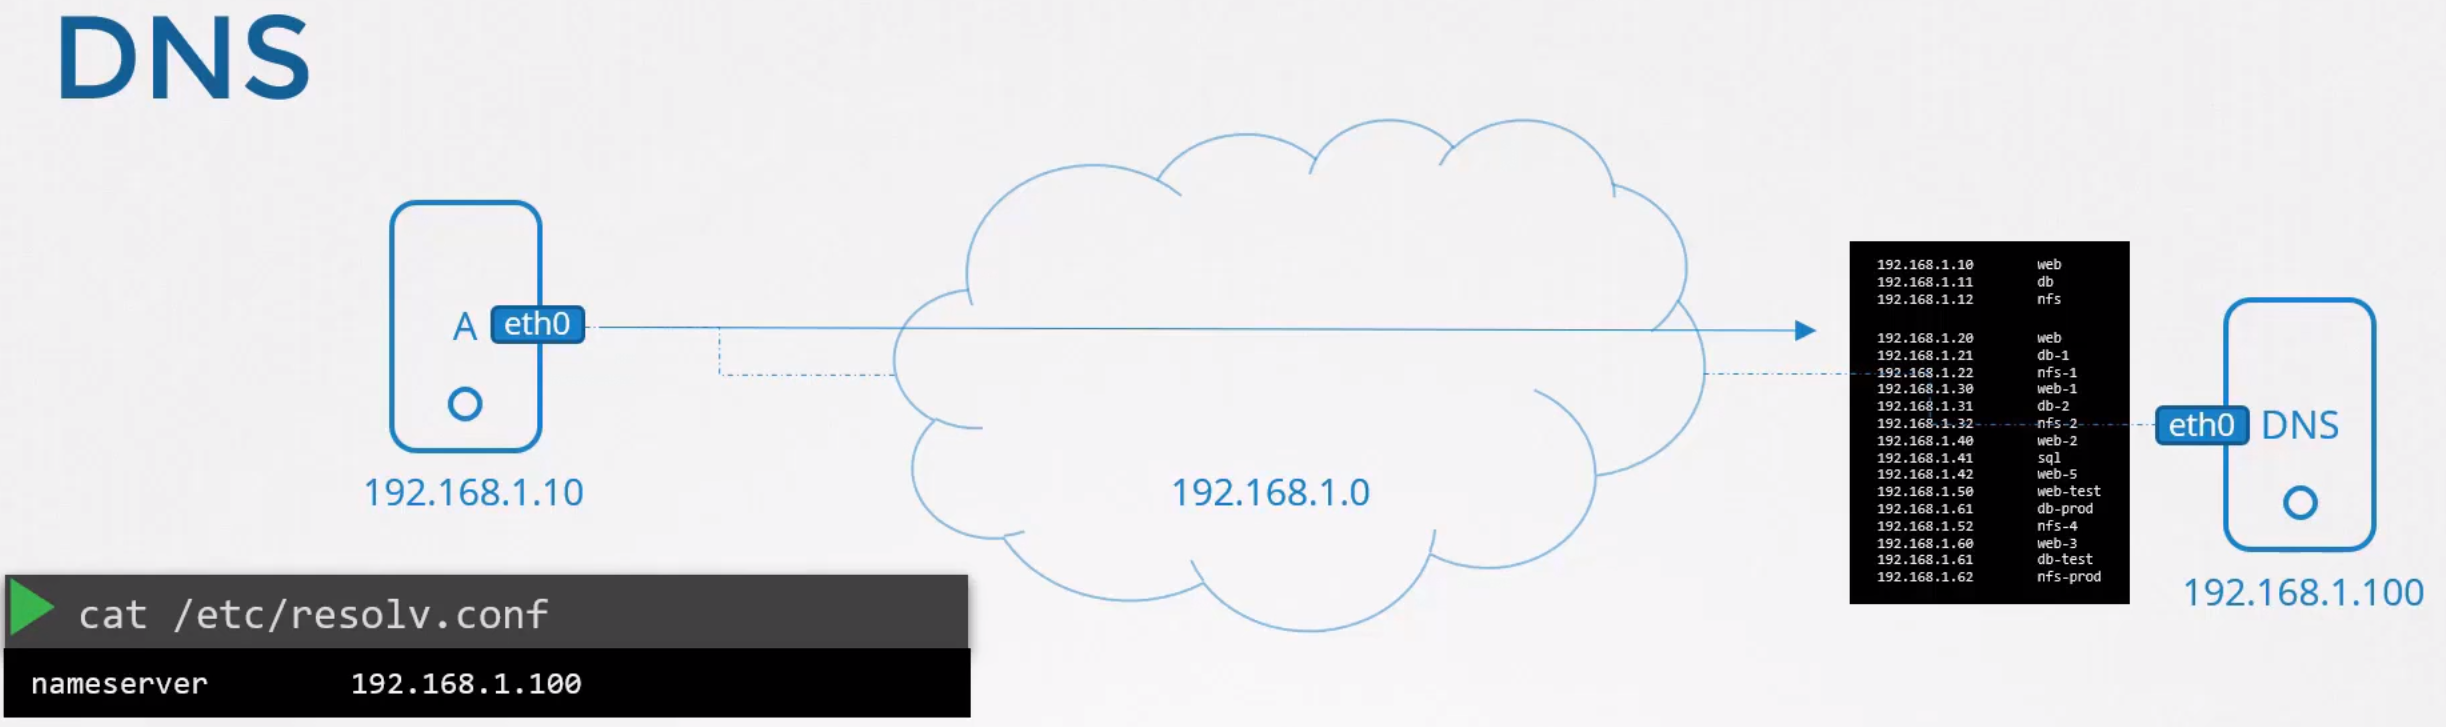 DNS
A eth0
192.168.1.10
192.168.1.0
192.168.1.10 web
192.168.1.11 db
192.168.1.12 nfs
192.168.1.20 web
192.168.1.21 db-1
192.168.1.22 nfs-1
192.168.1.30 web-1
192.168.1.31 db-2
192.168.1.32 nfs-2
192.168.1.40 web-2
192.168.1.41 sql
192.168.1.42 web-5
192.168.1.50 web-test
192.168.1.61 db-prod
192.168.1.52 nfs-4
192.168.1.60 web-3
192.168.1.61 db-test
192.168.1.62 nfs-prod
eth0 DNS
192.168.1.100
cat /etc/resolv.conf
nameserver 192.168.1.100